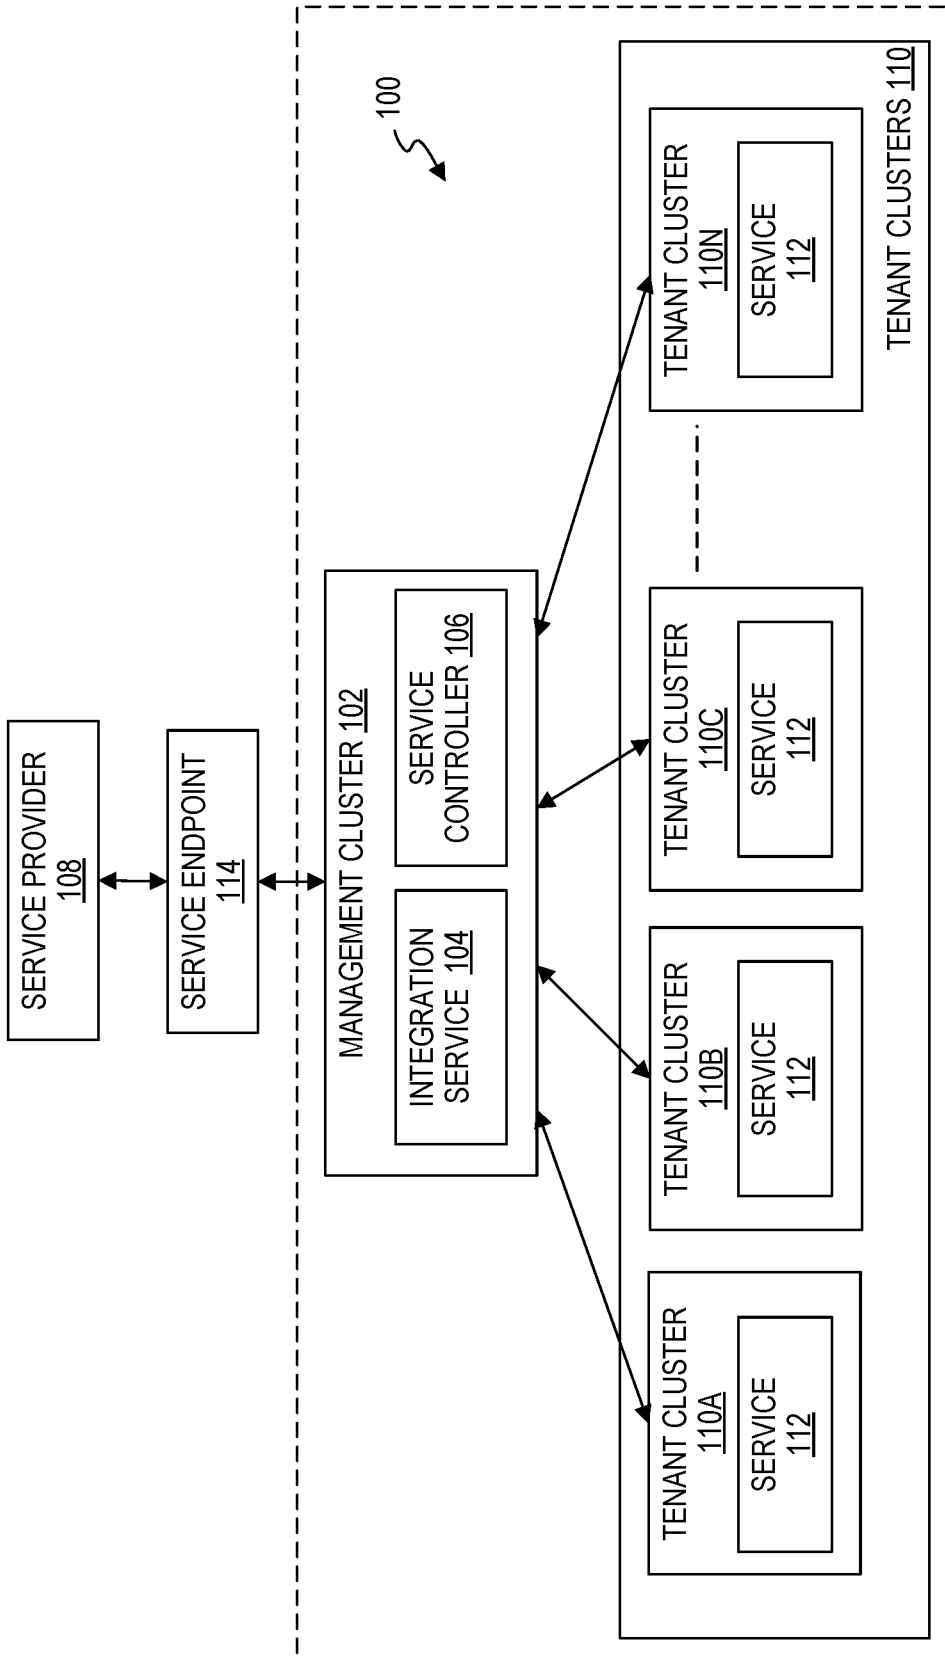 SERVICE PROVIDER
108
SERVICE ENDPOINT
114
100
MANAGEMENT CLUSTER 102
INTEGRATION
SERVICE 104
SERVICE
CONTROLLER 106
TENANT CLUSTER
110A
SERVICE
112
TENANT CLUSTER
110B
SERVICE
112
TENANT CLUSTER
110C
SERVICE
112
TENANT CLUSTER
110N
SERVICE
112
TENANT CLUSTERS 110